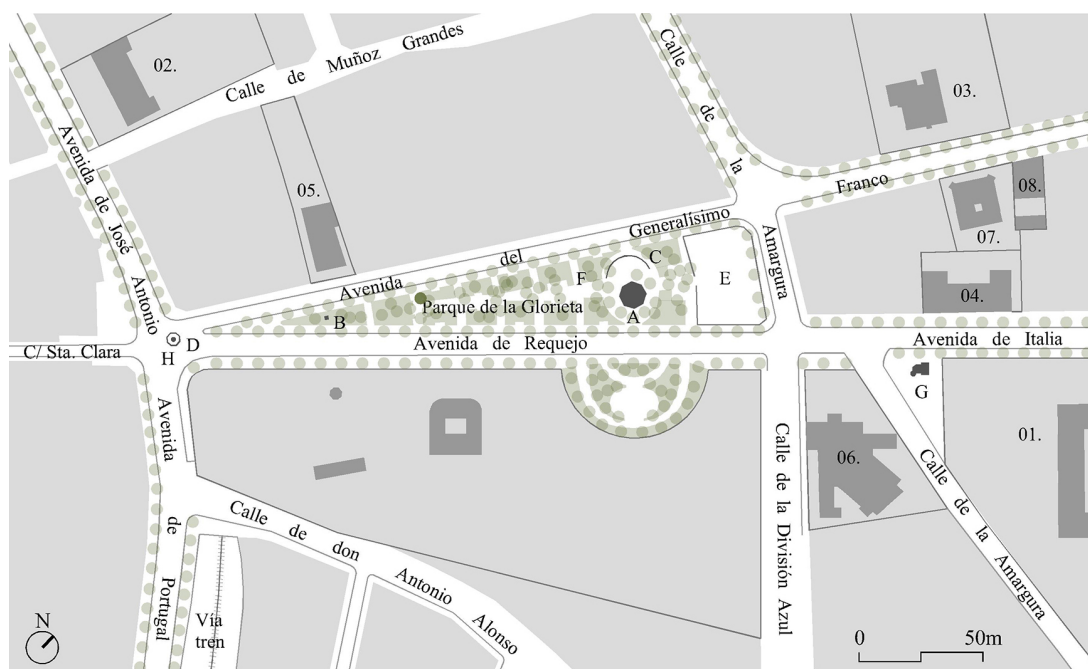 02.
Calle de Muñoz Grandes
Calle de la Amargura
03.
Avenida de José Antonio
05.
Avenida del Generalísimo Franco
08.
07.
C
F
E
04.
Parque de la Glorieta
B
A
D
H
C/ Sta. Clara
Avenida de Requejo
Avenida de Italia
G
01.
06.
Avenida de Portugal
Calle de la División Azul
Calle de la Amargura
Calle de don Antonio Alonso
Vía
tren
N
0 50m